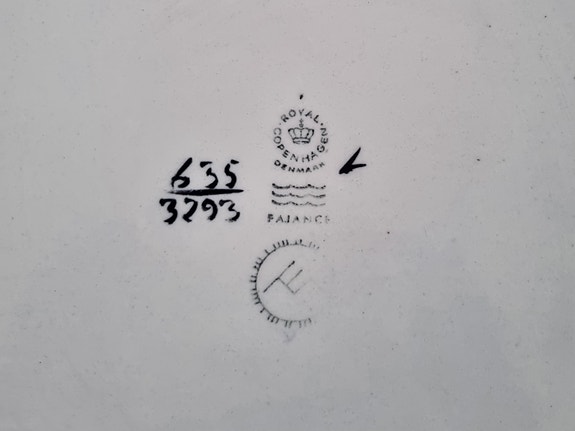 ROYAL COPENHAGEN
DENMARK
635
3293
FAJANCE